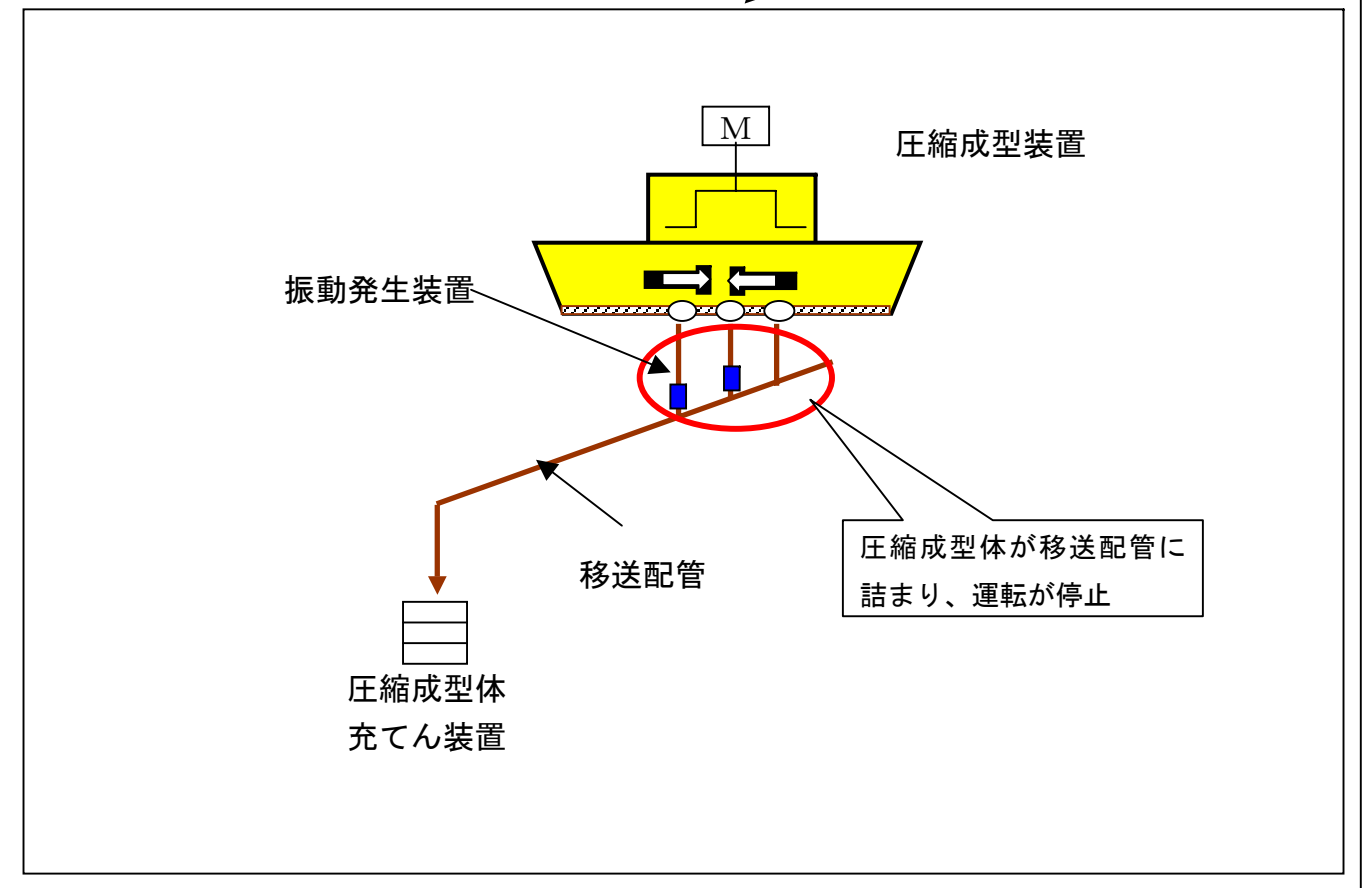 M
圧縮成型装置
振動発生装置
圧縮成型体が移送配管に
詰まり、運転が停止
移送配管
圧縮成型体
充てん装置